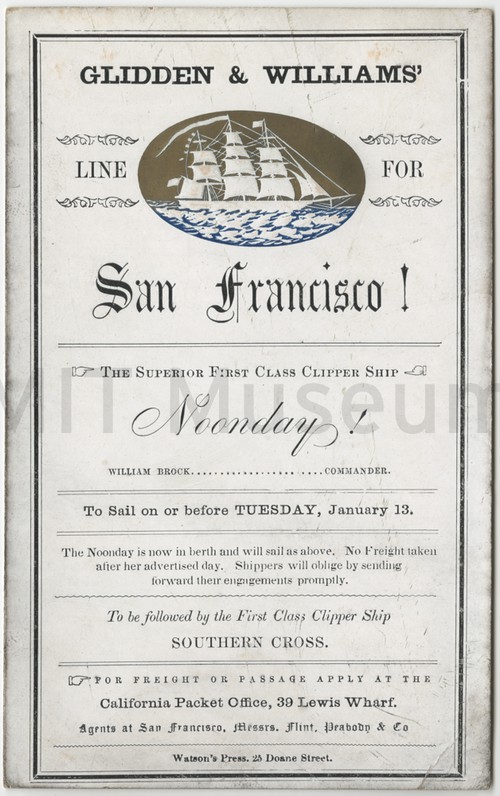 GLIDDEN & WILLIAMS'
LINE FOR
San Francisco!
THE SUPERIOR FIRST CLASS CLIPPER SHIP
Noonday!
WILLIAM BROCK........................COMMANDER.
To Sail on or before TUESDAY, January 13.
The Noonday is now in berth and will sail as above. No Freight taken
after her advertised day. Shippers will oblige by sending
forward their engagements promptly.
To be followed by the First Class Clipper Ship
SOUTHERN CROSS.
FOR FREIGHT OR PASSAGE APPLY AT THE
California Packet Office, 39 Lewis Wharf.
Agents at San Francisco, Messrs. Flint, Peabody & Co
Watson's Press. 25 Doane Street.
MIT Museum